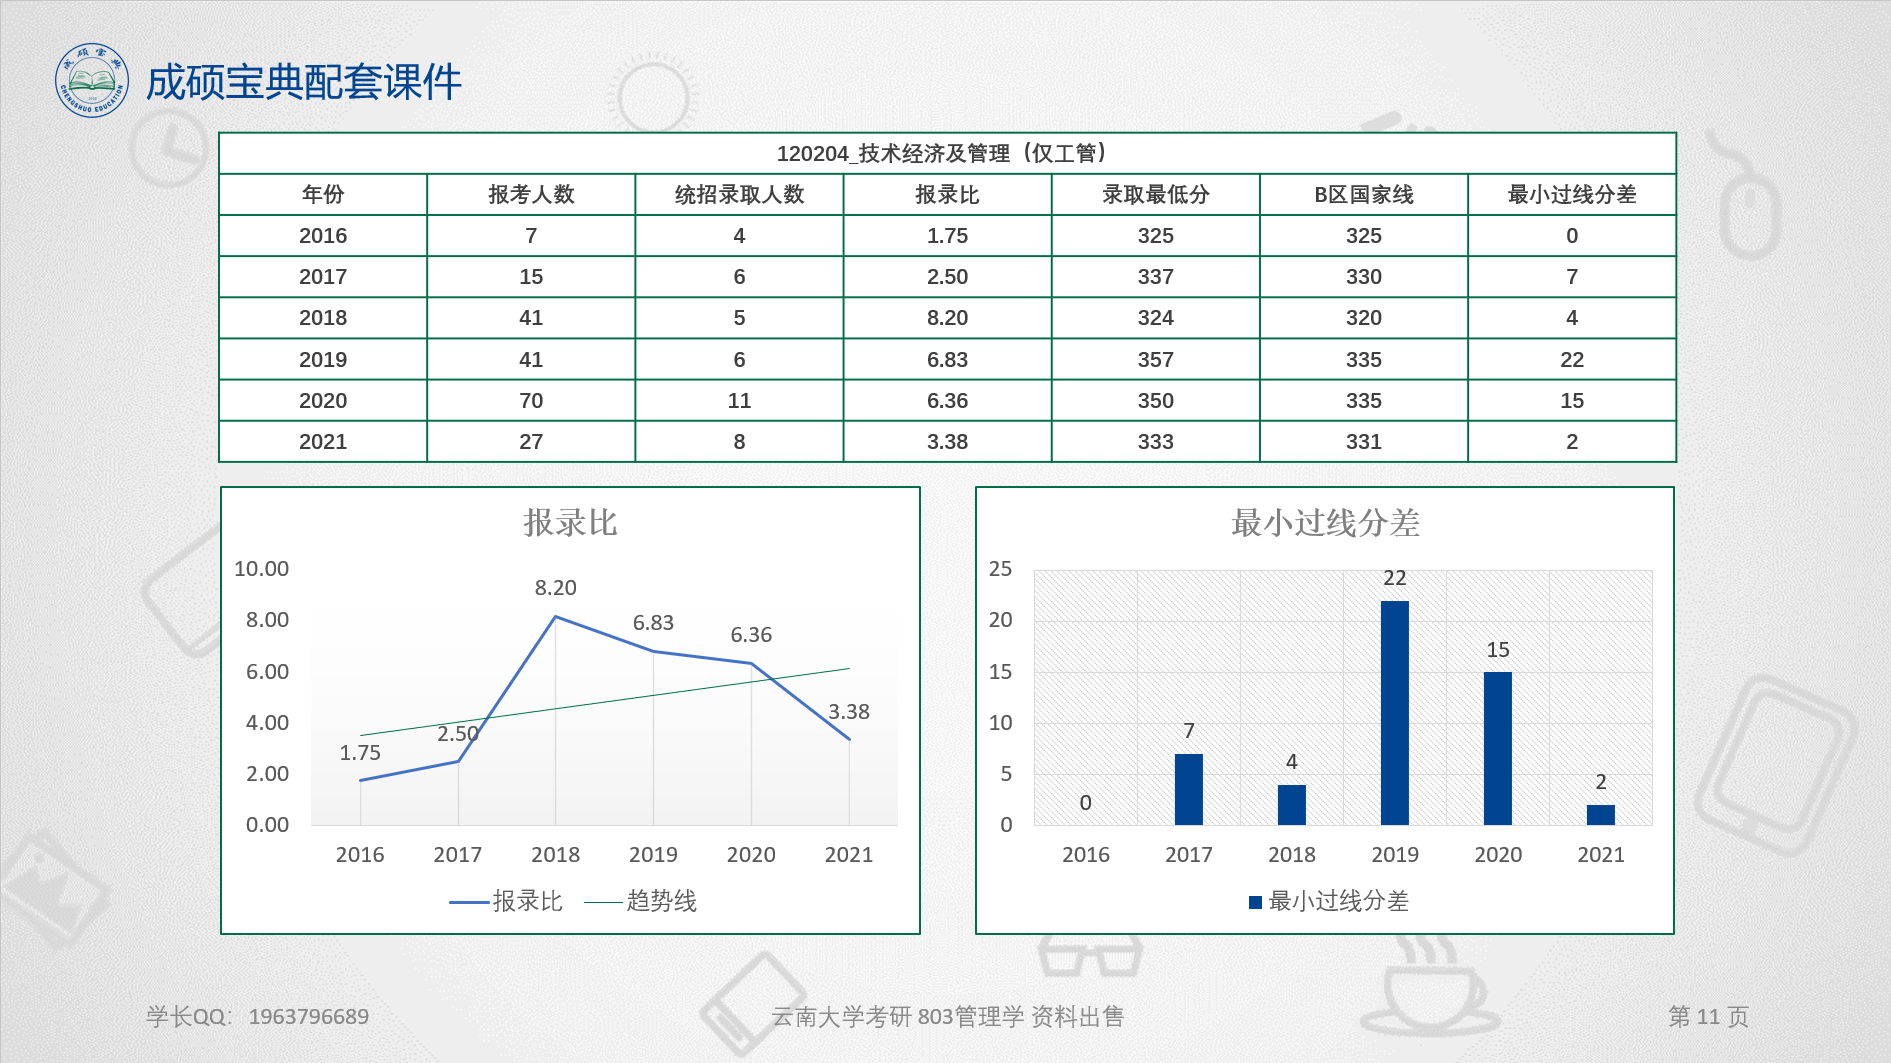 成硕宝典
CHENGSHUO EDUCATION
成硕宝典配套课件
120204_技术经济及管理（仅工管）
年份 报考人数 统招录取人数 报录比 录取最低分 B区国家线 最小过线分差
2016 7 4 1.75 325 325 0
2017 15 6 2.50 337 330 7
2018 41 5 8.20 324 320 4
2019 41 6 6.83 357 335 22
2020 70 11 6.36 350 335 15
2021 27 8 3.38 333 331 2
报录比
10.00
8.00
6.00
4.00
2.00
0.00
1.75
2.50
8.20
6.83
6.36
3.38
2016 2017 2018 2019 2020 2021
报录比 趋势线
最小过线分差
25
20
15
10
5
0
0
7
4
22
15
2
2016 2017 2018 2019 2020 2021
最小过线分差
学长QQ：1963796689
云南大学考研 803管理学 资料出售
第 11 页